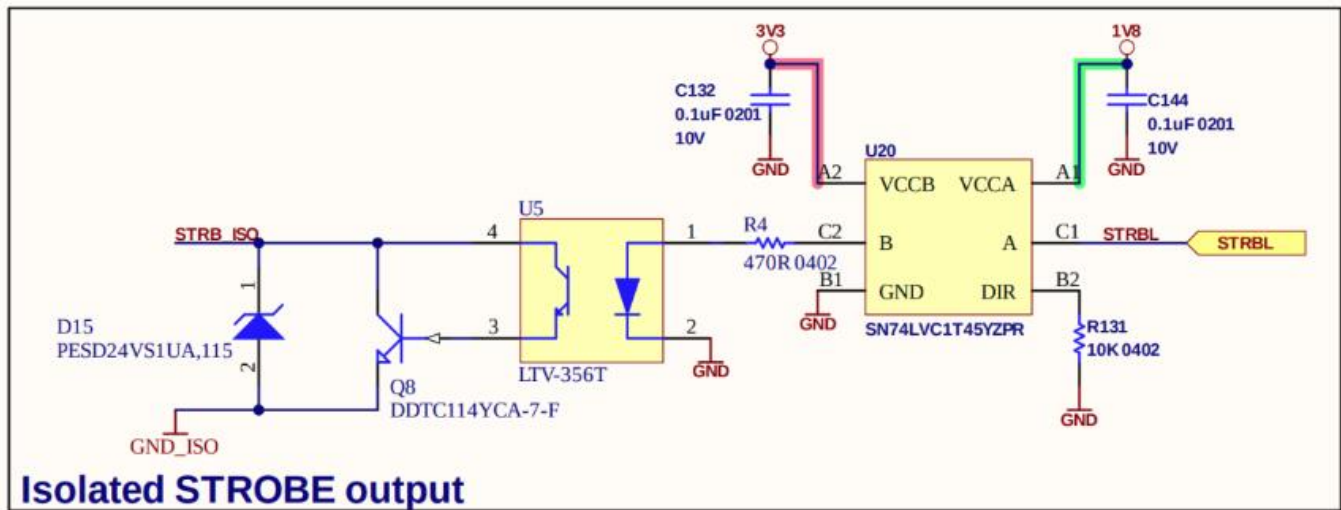 3V3
1V8
C132
0.1uF 0201
10V
C144
0.1uF 0201
10V
GND
GND
U20
A2
VCCB
VCCA
A1
U5
STRB_ISO
4
1
R4
470R 0402
C2
B
A
C1
STRBL
STRBL
B1
GND
DIR
B2
GND
SN74LVC1T45YZPR
1
D15
PESD24VS1UA,115
2
3
2
R131
10K 0402
LTV-356T
GND
Q8
DDTC114YCA-7-F
GND
GND_ISO
Isolated STROBE output